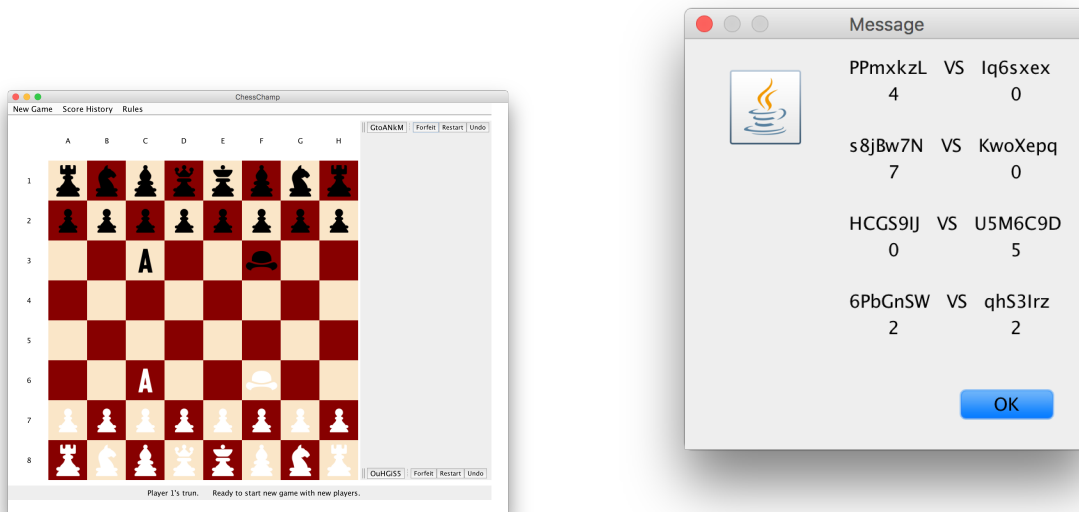 ChessChamp
New Game Score History Rules
GtoANkM Forfeit Restart Undo
A B C D E F G H
1
2
3 A
4
5
6 A
7
8
OuHGiS5 Forfeit Restart Undo
Player 1's trun. Ready to start new game with new players.
Message
PPmxkzL VS Iq6sxex
4 0
s8jBw7N VS KwoXepq
7 0
HCGS9IJ VS U5M6C9D
0 5
6PbGnSW VS qhS3Irz
2 2
OK